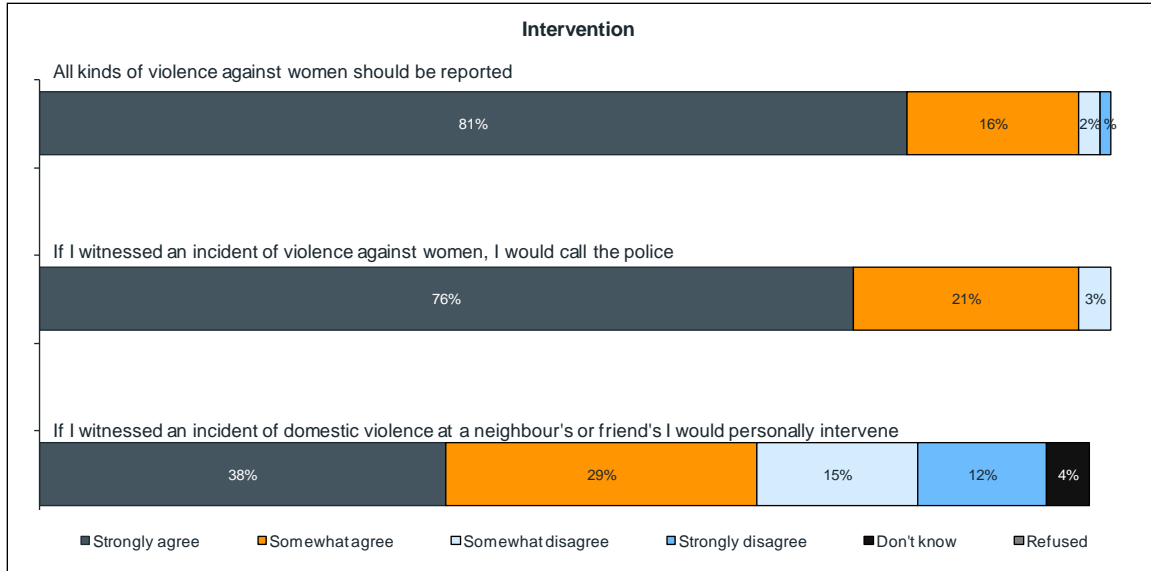 Intervention
All kinds of violence against women should be reported
81% 16% 2% %
If I witnessed an incident of violence against women, I would call the police
76% 21% 3%
If I witnessed an incident of domestic violence at a neighbour's or friend's I would personally intervene
38% 29% 15% 12% 4%
Strongly agree Somewhat agree Somewhat disagree Strongly disagree Don't know Refused